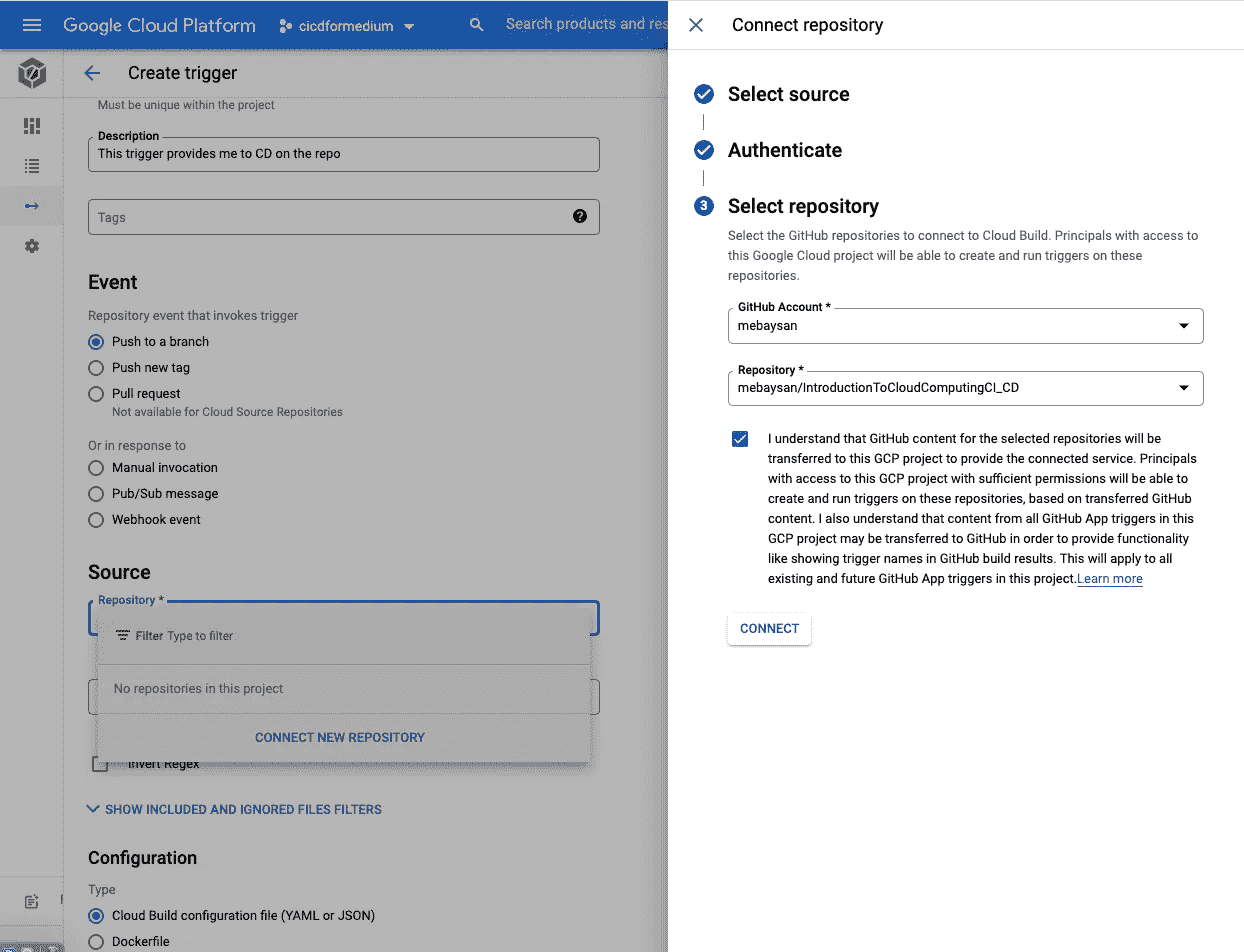 Google Cloud Platform
cicdformedium
Search products and res
Create trigger
Must be unique within the project
Description
This trigger provides me to CD on the repo
Tags
?
Event
Repository event that invokes trigger
Push to a branch
Push new tag
Pull request
Not available for Cloud Source Repositories
Or in response to
Manual invocation
Pub/Sub message
Webhook event
Source
Repository *
Filter Type to filter
No repositories in this project
CONNECT NEW REPOSITORY
Invert Regex
SHOW INCLUDED AND IGNORED FILES FILTERS
Configuration
Type
Cloud Build configuration file (YAML or JSON)
Dockerfile
Connect repository
Select source
Authenticate
3
Select repository
Select the GitHub repositories to connect to Cloud Build. Principals with access to
this Google Cloud project will be able to create and run triggers on these
repositories.
GitHub Account *
mebaysan
Repository *
mebaysan/IntroductionToCloudComputingCI_CD
I understand that GitHub content for the selected repositories will be
transferred to this GCP project to provide the connected service. Principals
with access to this GCP project with sufficient permissions will be able to
create and run triggers on these repositories, based on transferred GitHub
content. I also understand that content from all GitHub App triggers in this
GCP project may be transferred to GitHub in order to provide functionality
like showing trigger names in GitHub build results. This will apply to all
existing and future GitHub App triggers in this project.Learn more
CONNECT